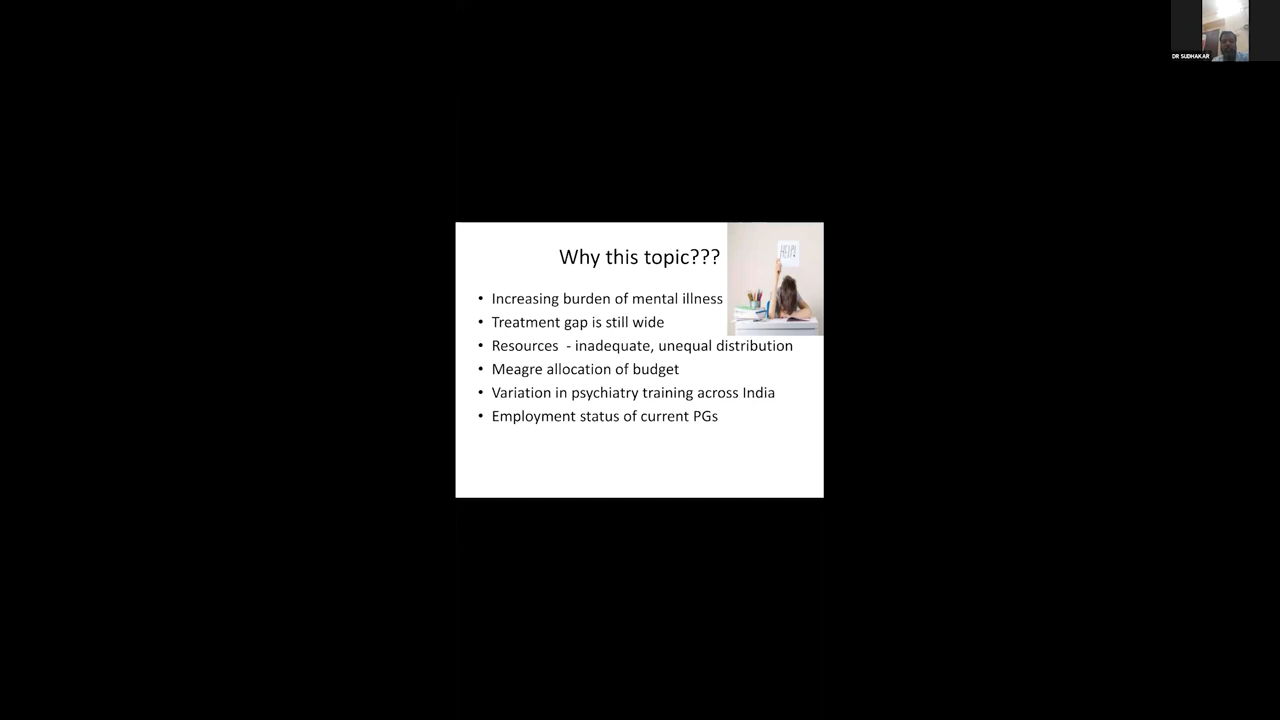 DR SUDHAKAR
Why this topic???
HELP!
• Increasing burden of mental illness
• Treatment gap is still wide
• Resources  - inadequate, unequal distribution
• Meagre allocation of budget
• Variation in psychiatry training across India
• Employment status of current PGs